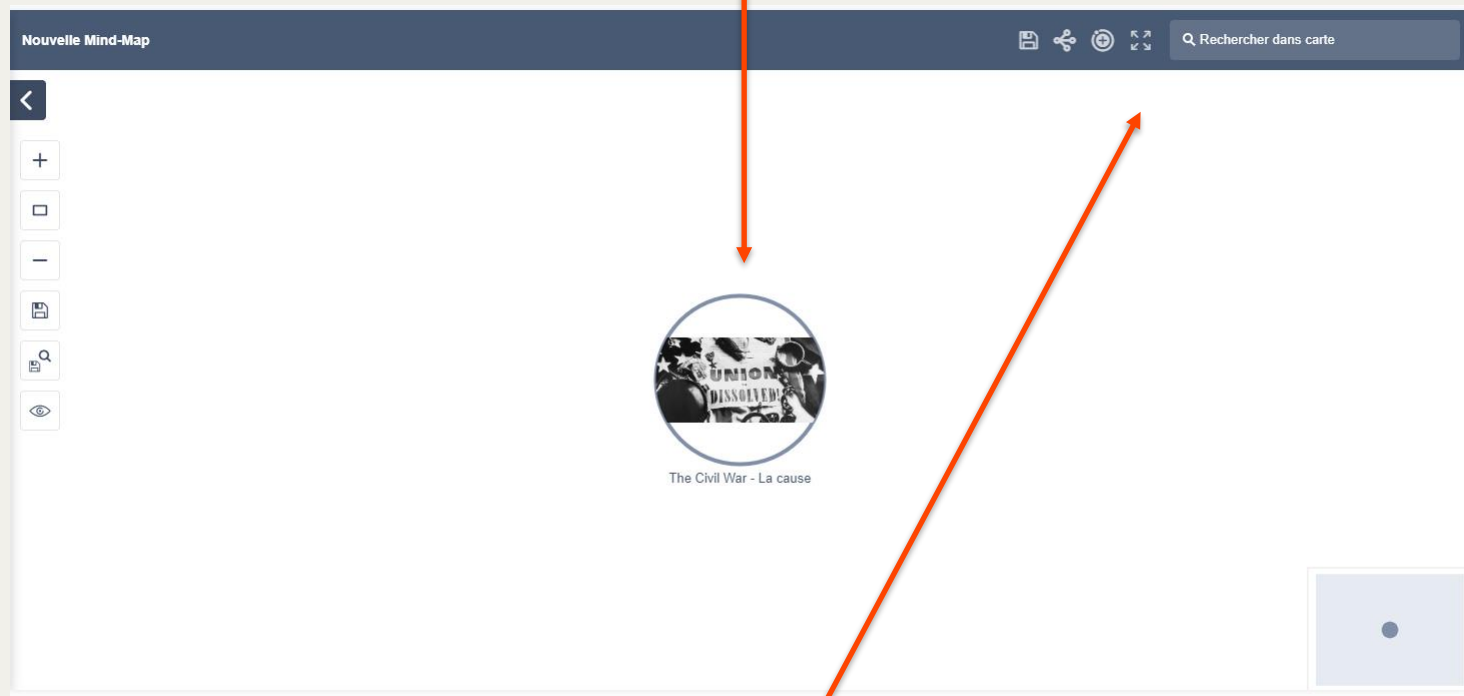 Nouvelle Mind-Map
Rechercher dans carte
UNION
DISSOLVED!
The Civil War - La cause